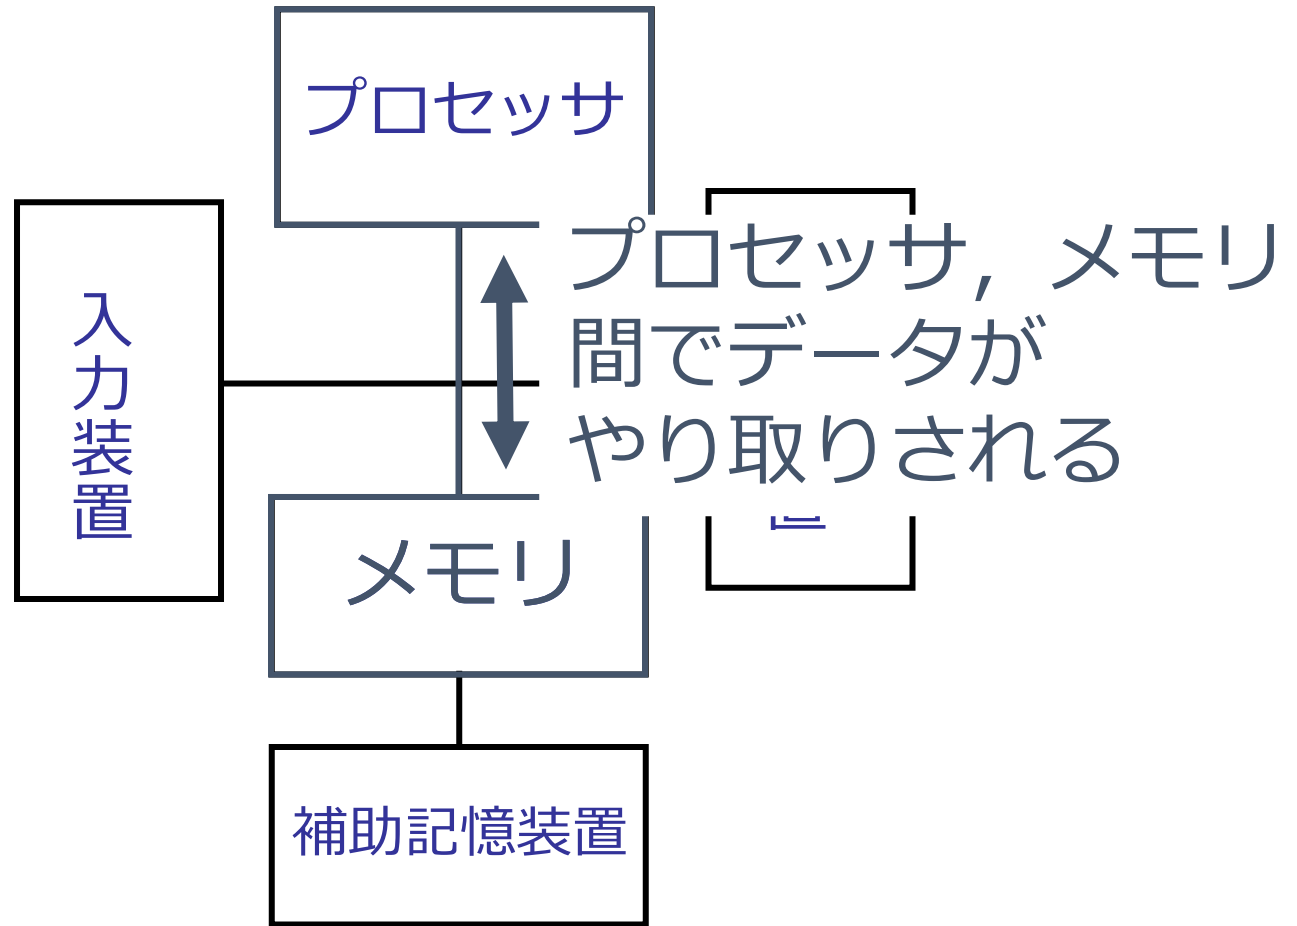 プロセッサ
プロセッサ, メモリ
間でデータが
やり取りされる
入力装置
メモリ
補助記憶装置